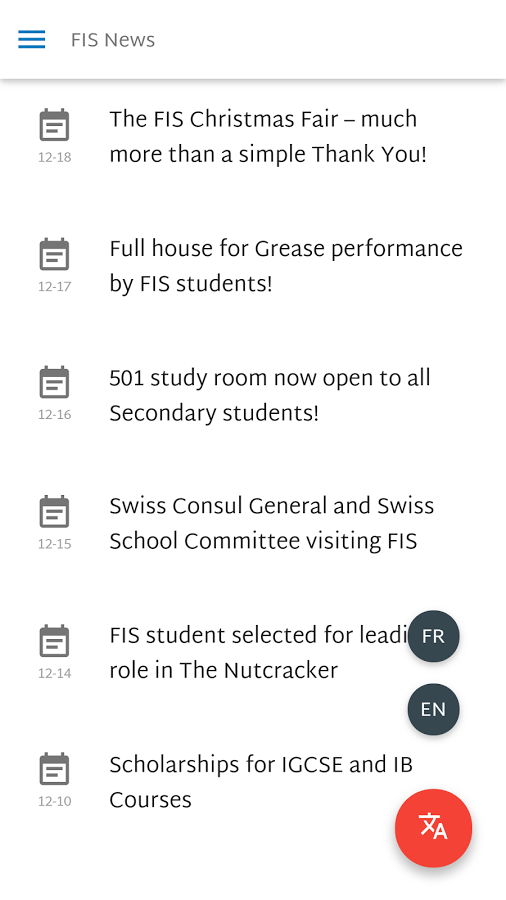 FIS News
The FIS Christmas Fair – much
more than a simple Thank You!
12-18
Full house for Grease performance
by FIS students!
12-17
501 study room now open to all
Secondary students!
12-16
Swiss Consul General and Swiss
School Committee visiting FIS
12-15
FIS student selected for leadi
role in The Nutcracker
12-14
FR
EN
Scholarships for IGCSE and IB
Courses
12-10